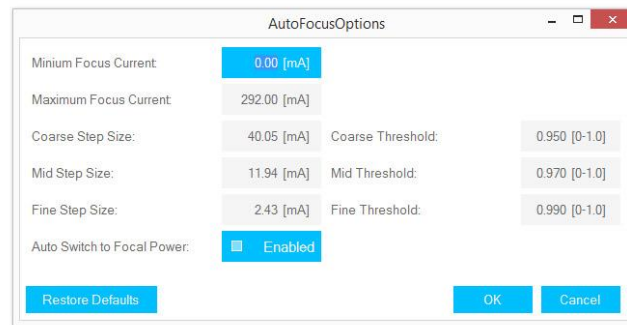 AutoFocusOptions
Minium Focus Current: 0.00 [mA]
Maximum Focus Current: 292.00 [mA]
Coarse Step Size: 40.05 [mA] Coarse Threshold: 0.950 [0-1.0]
Mid Step Size: 11.94 [mA] Mid Threshold: 0.970 [0-1.0]
Fine Step Size: 2.43 [mA] Fine Threshold: 0.990 [0-1.0]
Auto Switch to Focal Power: Enabled
Restore Defaults OK Cancel